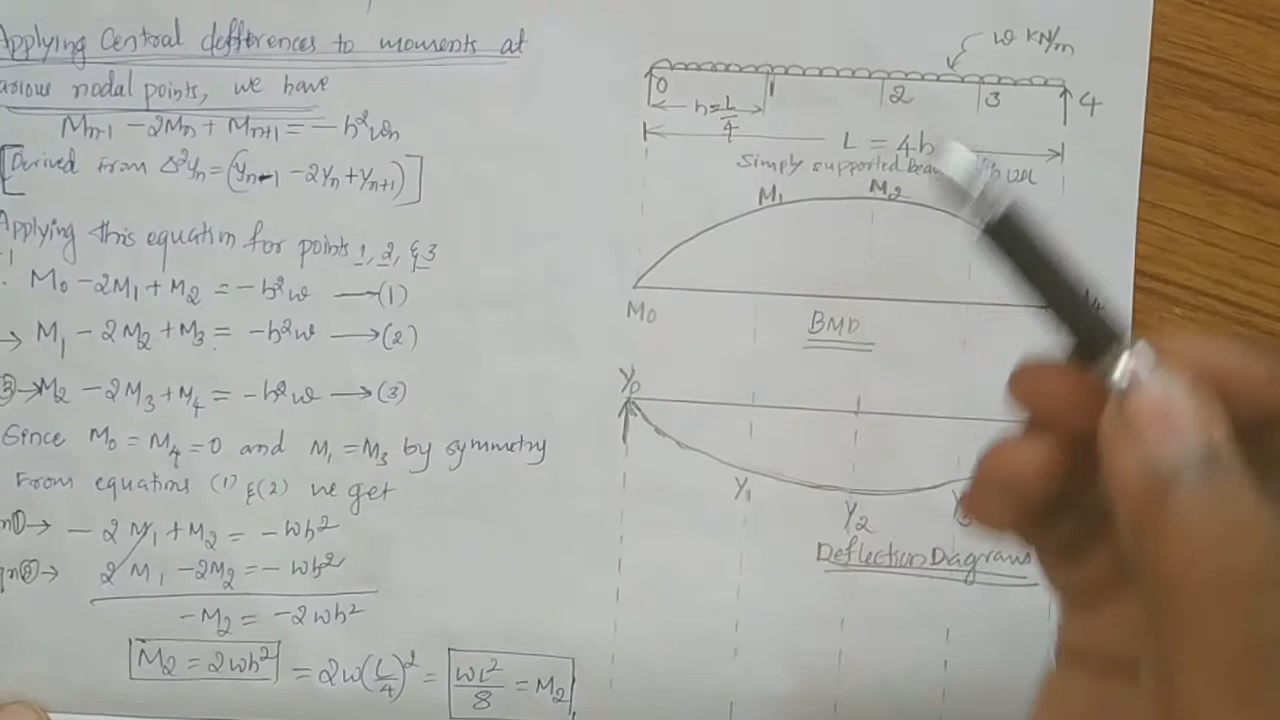 Applying Central defferences to moments at
arious nodal points, we have
Mn-1 - 2Mn + Mn+1 = - h²wn
[Derived from Δ²yn = (yn-1 - 2yn + yn+1)]
Applying this equation for points 1, 2, & 3
M0 - 2M1 + M2 = - h²w → (1)
→ M1 - 2M2 + M3 = - h²w → (2)
③ → M2 - 2M3 + M4 = - h²w → (3)
Since M0 = M4 = 0 and M1 = M3 by symmetry
From equations (1) & (2) we get
n① → - 2M1 + M2 = - wh²
qn② → 2M1 - 2M2 = - wh²
- M2 = - 2wh²
M2 = 2wh² = 2w(L/4)² = wL²/8 = M2
w KN/m
0 1 2 3 4
h = L/4
L = 4h
Simply supported
M1 M2
M0
BMD
Y0
Y1 Y2
Deflection Diagram